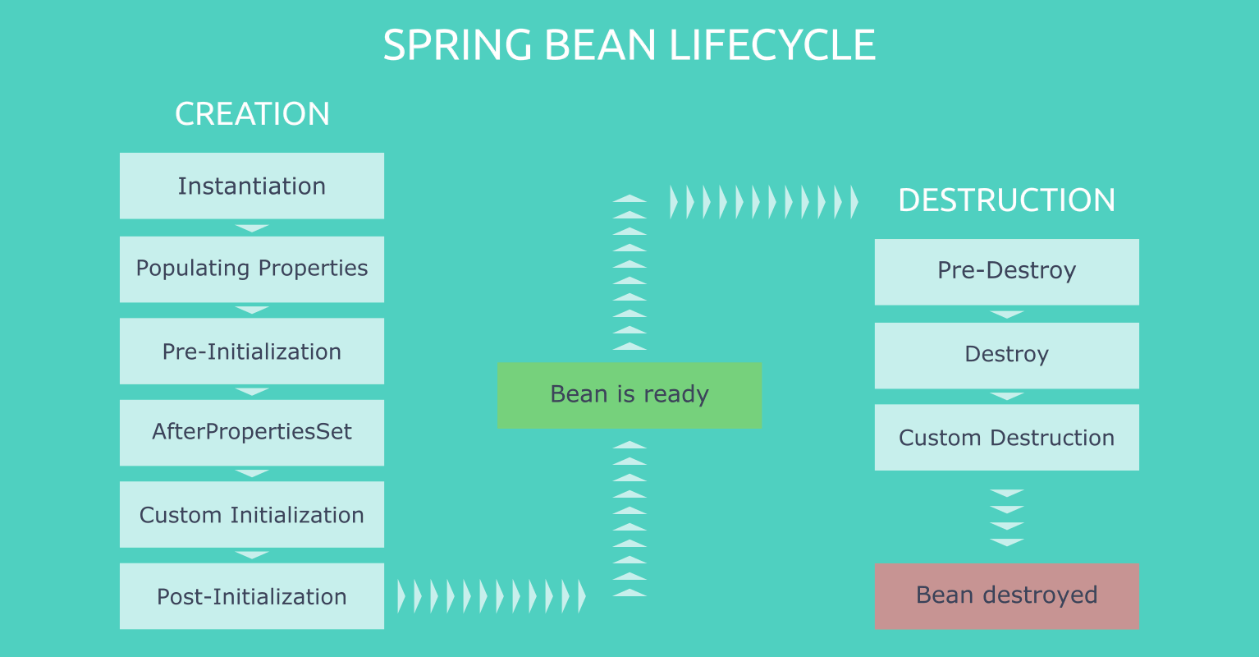 SPRING BEAN LIFECYCLE
CREATION
Instantiation
Populating Properties
Pre-Initialization
AfterPropertiesSet
Custom Initialization
Post-Initialization
Bean is ready
DESTRUCTION
Pre-Destroy
Destroy
Custom Destruction
Bean destroyed